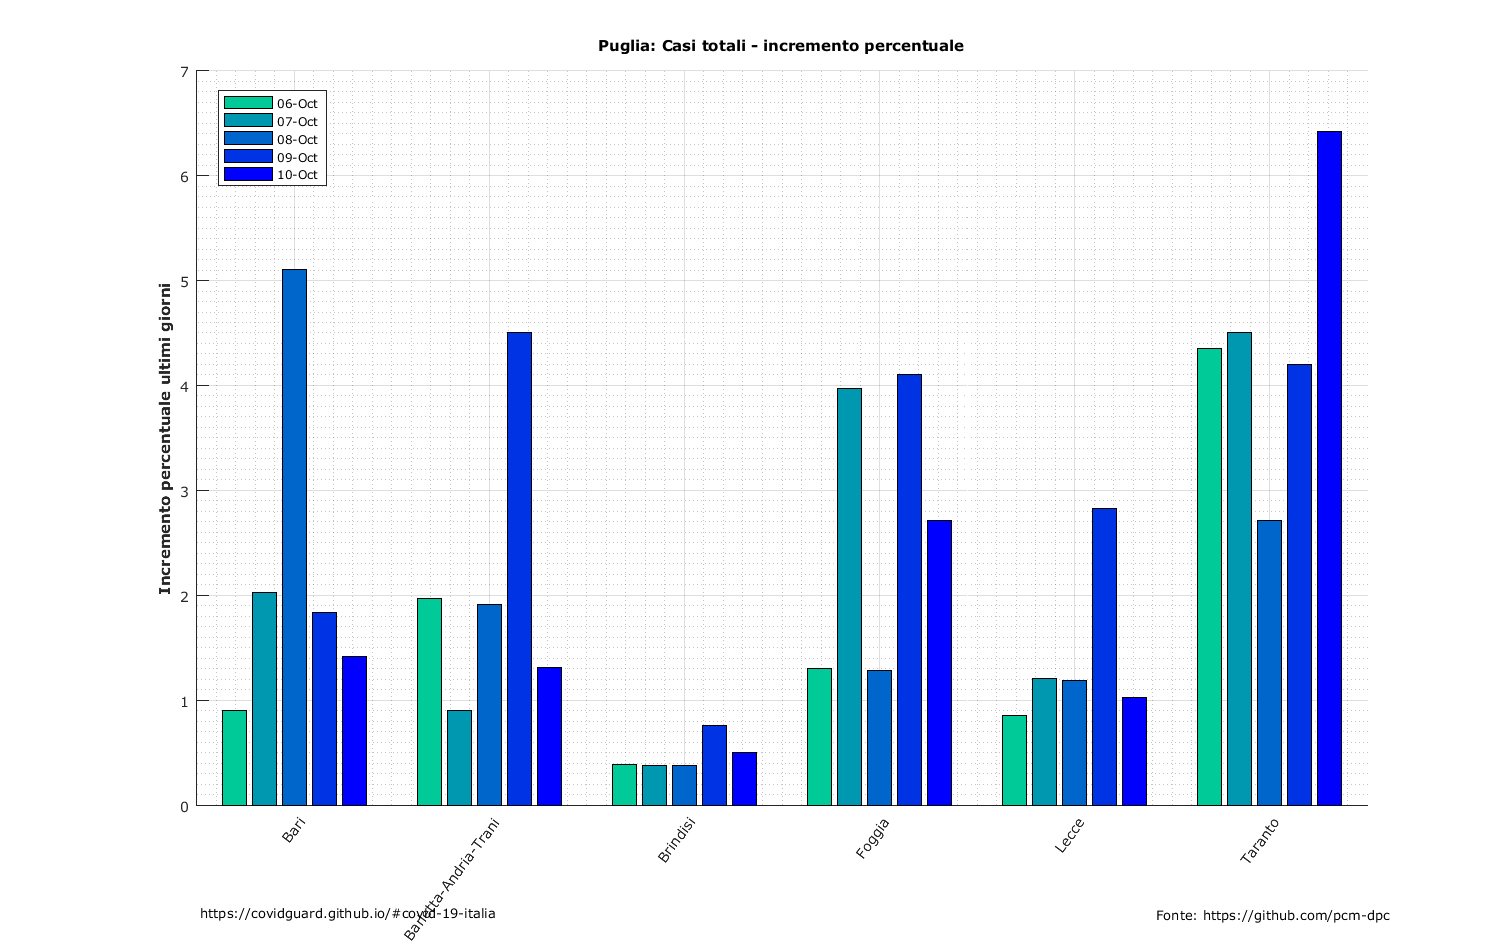 Puglia: Casi totali - incremento percentuale
7
6
5
4
3
2
1
0
Incremento percentuale ultimi giorni
06-Oct
07-Oct
08-Oct
09-Oct
10-Oct
Bari
Barletta-Andria-Trani
Brindisi
Foggia
Lecce
Taranto
https://covidguard.github.io/#covid-19-italia
Fonte: https://github.com/pcm-dpc